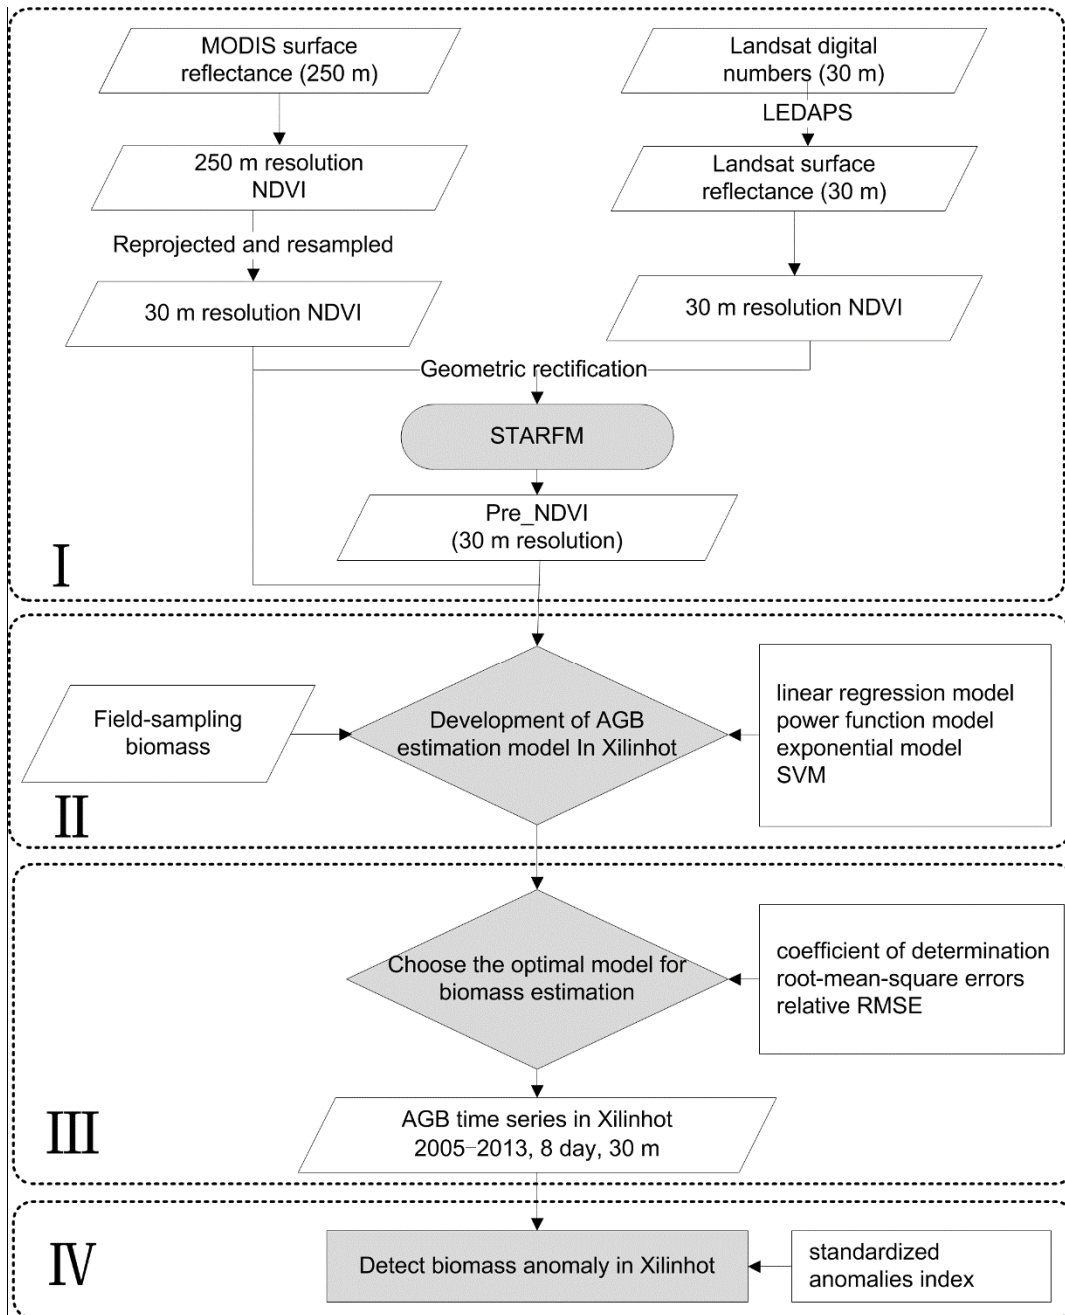 MODIS surface
reflectance (250 m)
Landsat digital
numbers (30 m)
LEDAPS
250 m resolution
NDVI
Landsat surface
reflectance (30 m)
Reprojected and resampled
30 m resolution NDVI
30 m resolution NDVI
Geometric rectification
STARFM
Pre_NDVI
(30 m resolution)
I
Field-sampling
biomass
Development of AGB
estimation model In Xilinhot
linear regression model
power function model
exponential model
SVM
II
Choose the optimal model for
biomass estimation
coefficient of determination
root-mean-square errors
relative RMSE
AGB time series in Xilinhot
2005-2013, 8 day, 30 m
III
Detect biomass anomaly in Xilinhot
standardized
anomalies index
IV